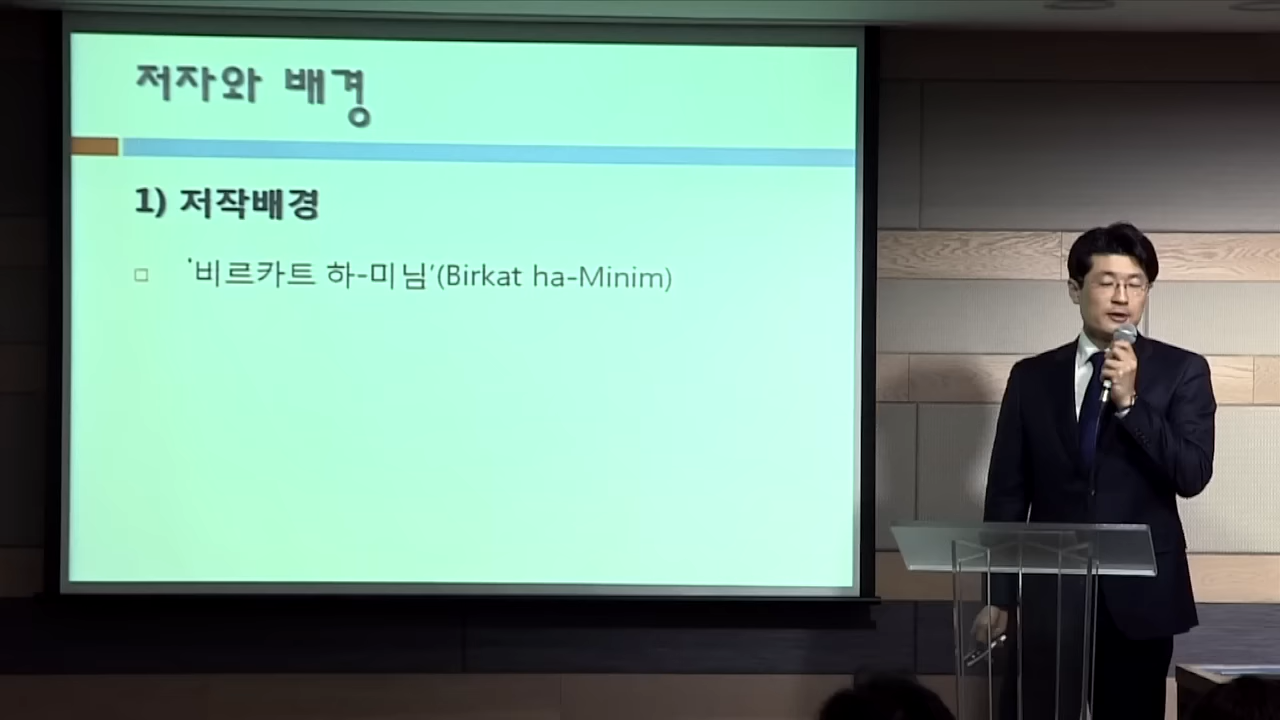 저자와 배경
1) 저작배경
□ '비르카트 하-미님'(Birkat ha-Minim)